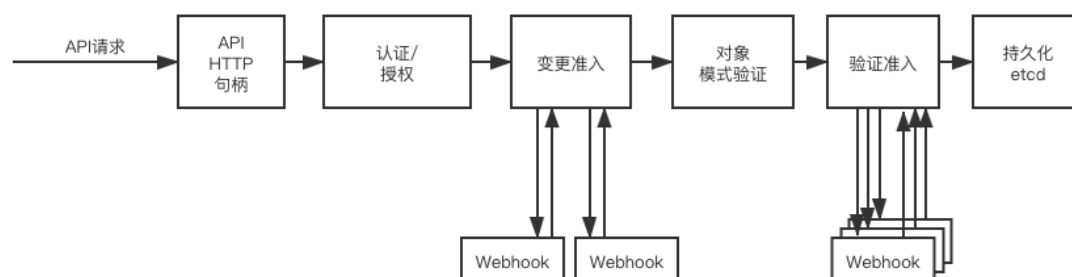 API请求
API
HTTP
句柄
认证/
授权
变更准入
对象
模式验证
验证准入
持久化
etcd
Webhook
Webhook
Webhook